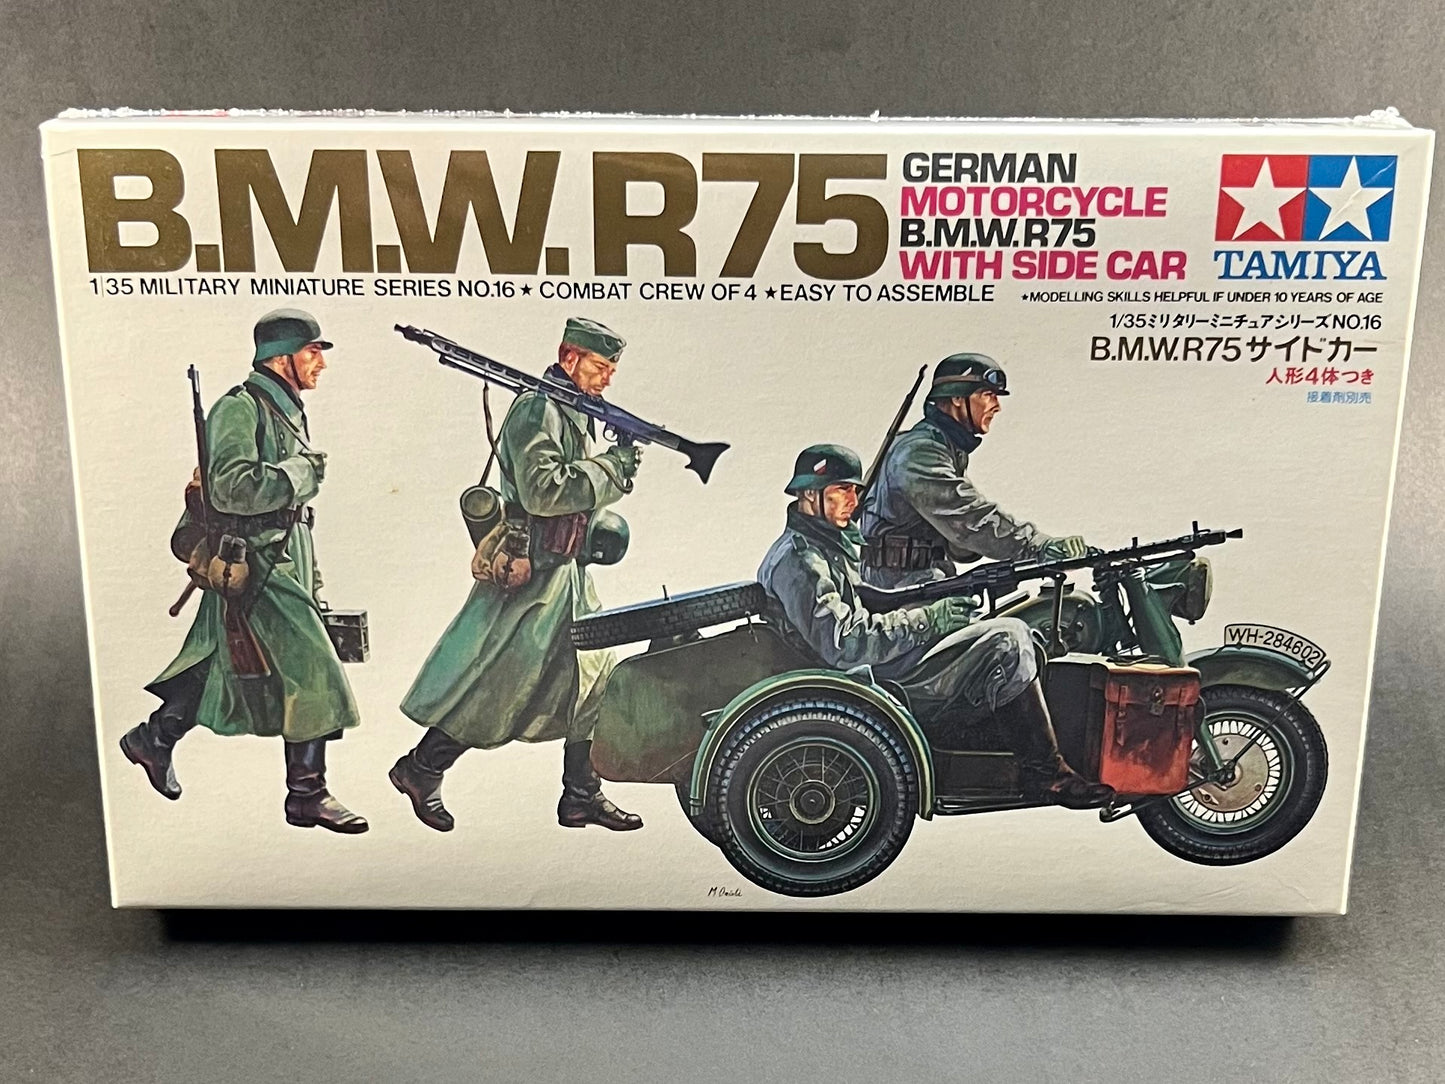 B.M.W.R75
GERMAN
MOTORCYCLE
B.M.W.R75
WITH SIDE CAR
TAMIYA
1/35 MILITARY MINIATURE SERIES NO.16 ★ COMBAT CREW OF 4 ★ EASY TO ASSEMBLE
★MODELLING SKILLS HELPFUL IF UNDER 10 YEARS OF AGE
1/35ミリタリーミニチュアシリーズNO.16
B.M.W.R75サイドカー
人形4体つき
接着剤別売
WH-284602